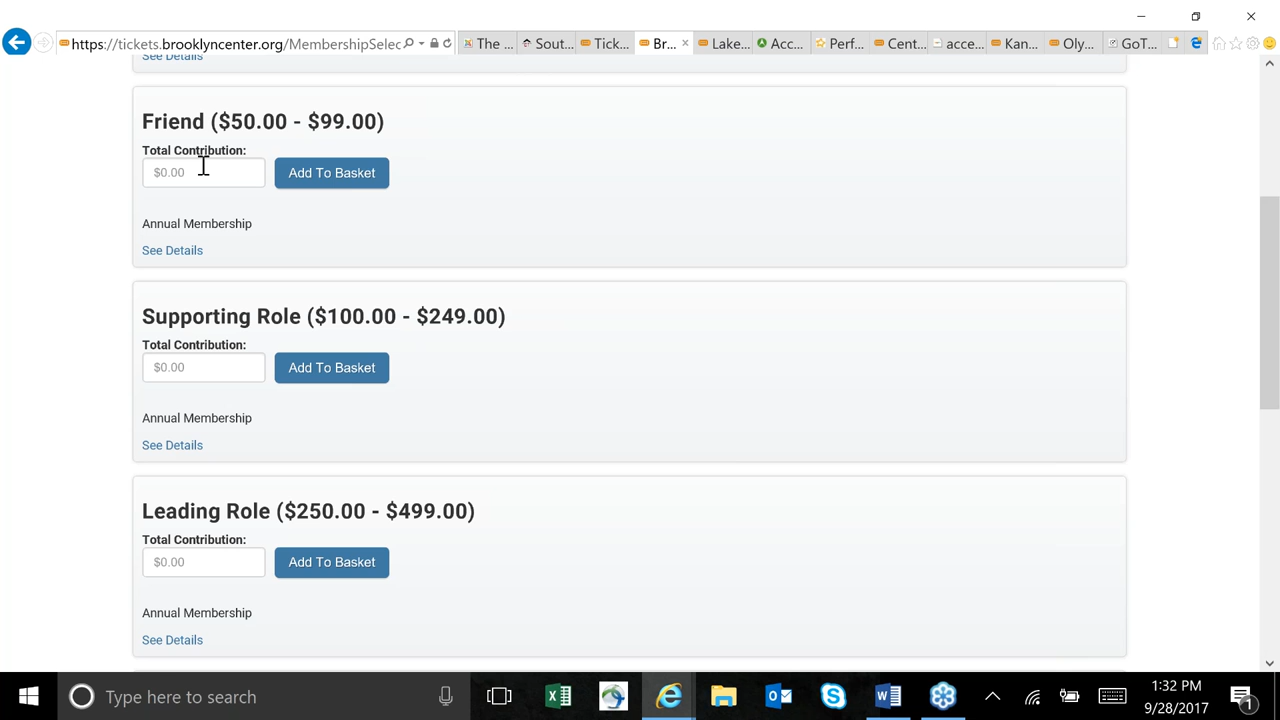 https://tickets.brooklyncenter.org/MembershipSelec
The ...
Sout...
Tick...
Br...
Lake...
Acc...
Perf...
Cent...
acce...
Kan...
Oly...
GoT...
See Details
Friend ($50.00 - $99.00)
Total Contribution:
$0.00 Add To Basket
Annual Membership
See Details
Supporting Role ($100.00 - $249.00)
Total Contribution:
$0.00 Add To Basket
Annual Membership
See Details
Leading Role ($250.00 - $499.00)
Total Contribution:
$0.00 Add To Basket
Annual Membership
See Details
Type here to search
1:32 PM
9/28/2017
1